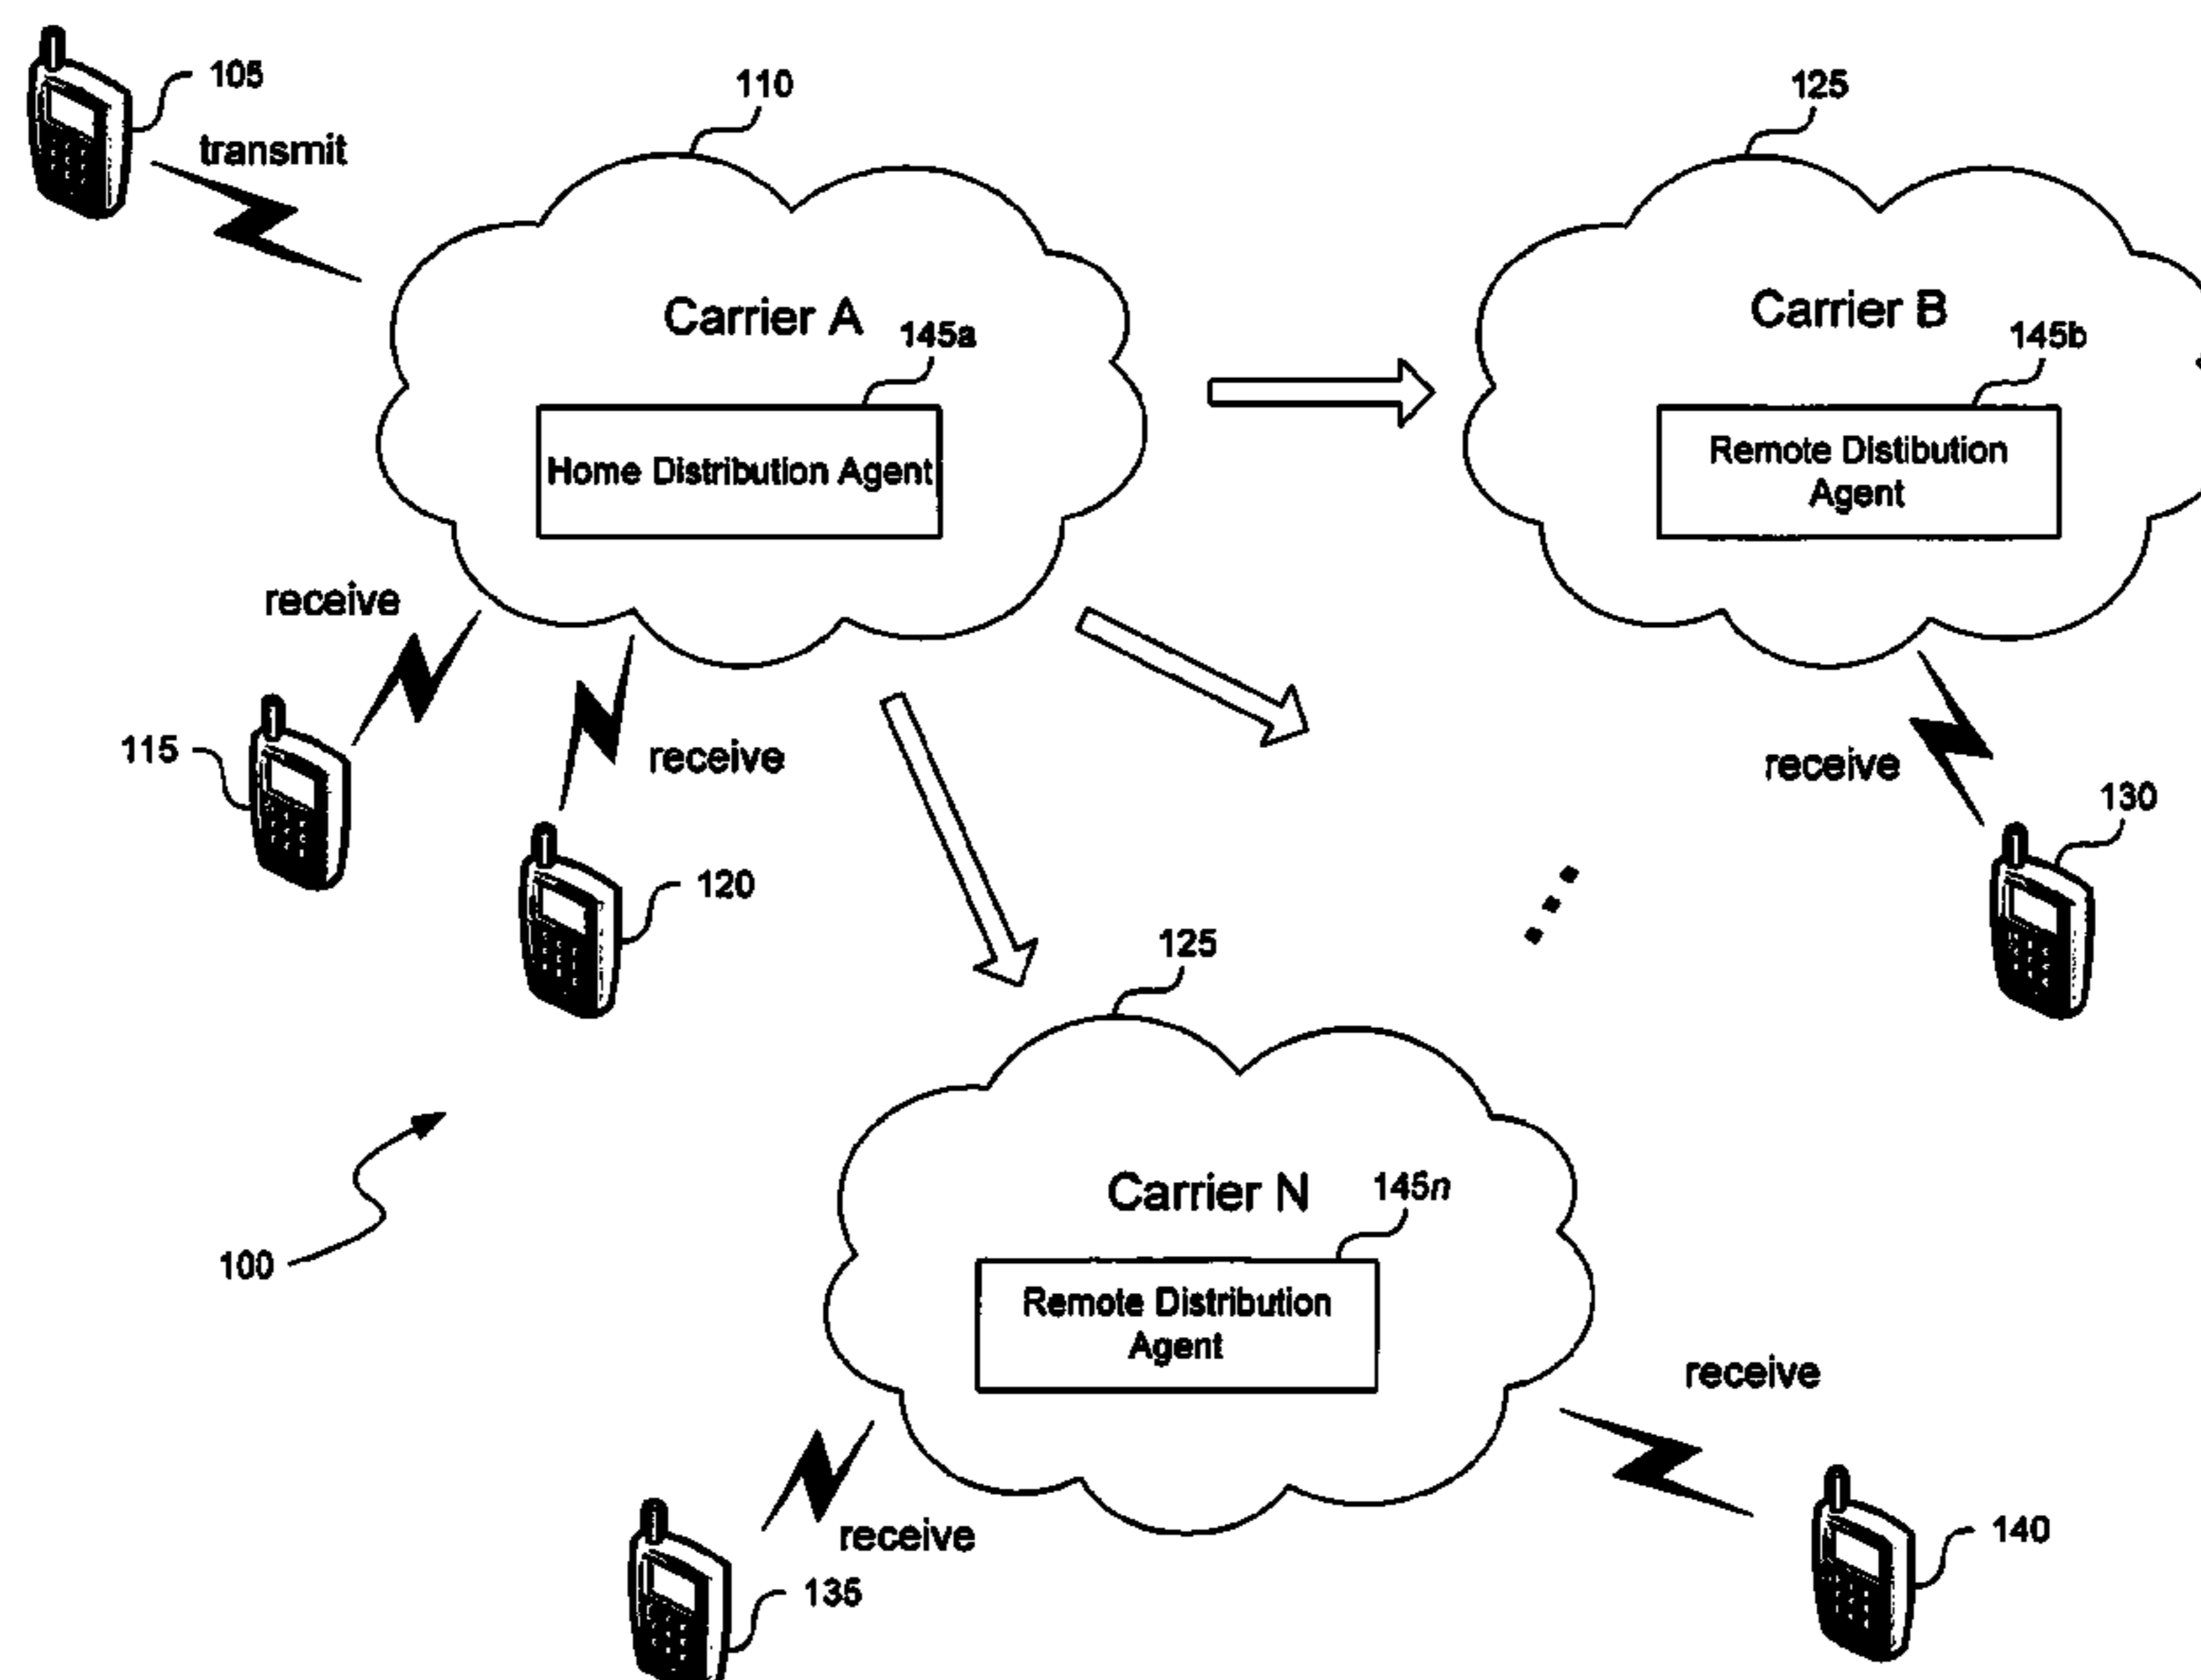 105
110
125
transmit
Carrier A
145a
Carrier B
145b
Home Distribution Agent
Remote Distibution
Agent
receive
receive
115
120
receive
130
125
Carrier N
145n
100
Remote Distribution
Agent
receive
receive
140
135